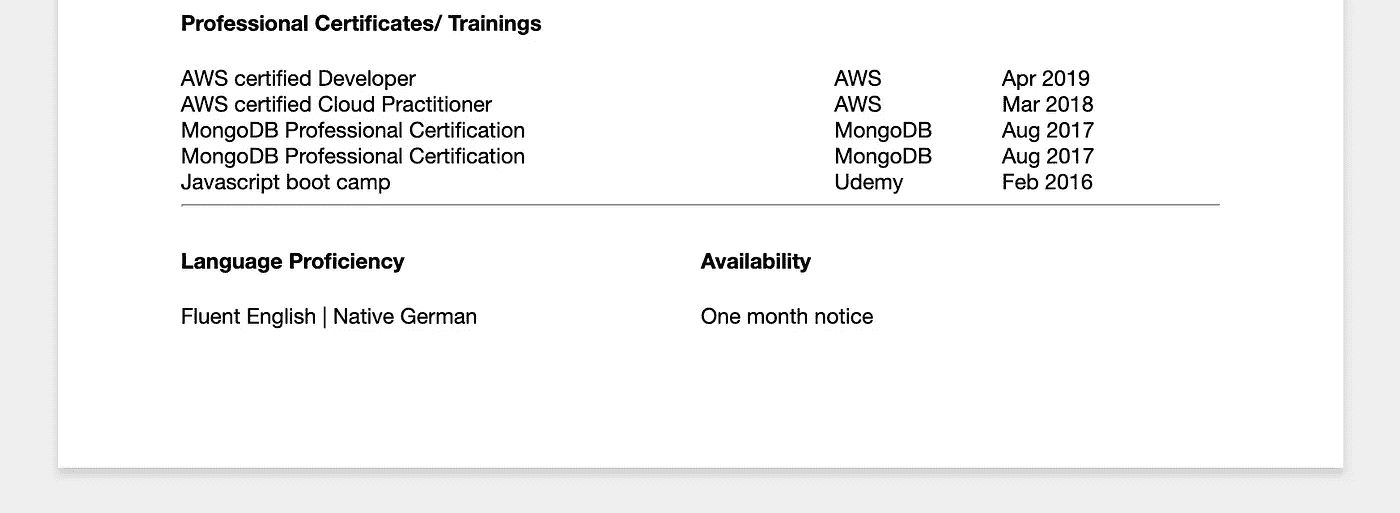 Professional Certificates/ Trainings
AWS certified Developer AWS Apr 2019
AWS certified Cloud Practitioner AWS Mar 2018
MongoDB Professional Certification MongoDB Aug 2017
MongoDB Professional Certification MongoDB Aug 2017
Javascript boot camp Udemy Feb 2016
Language Proficiency Availability
Fluent English | Native German One month notice